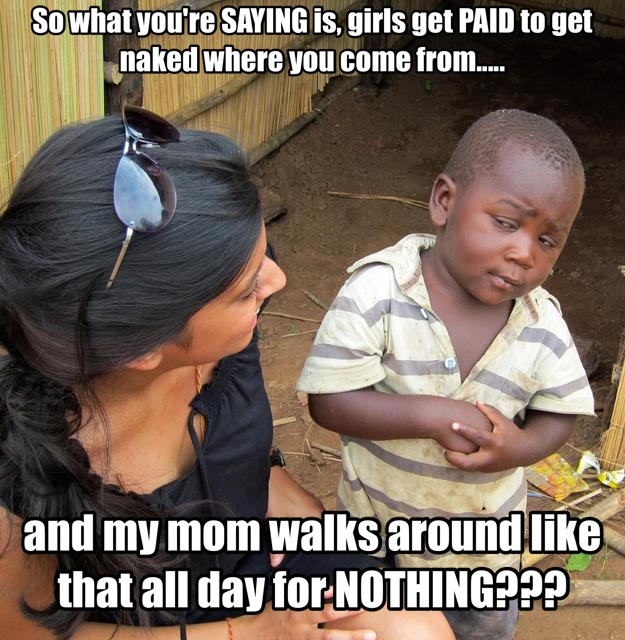 So what you're SAYING is, girls get PAID to get
naked where you come from.....
and my mom walks around like
that all day for NOTHING???